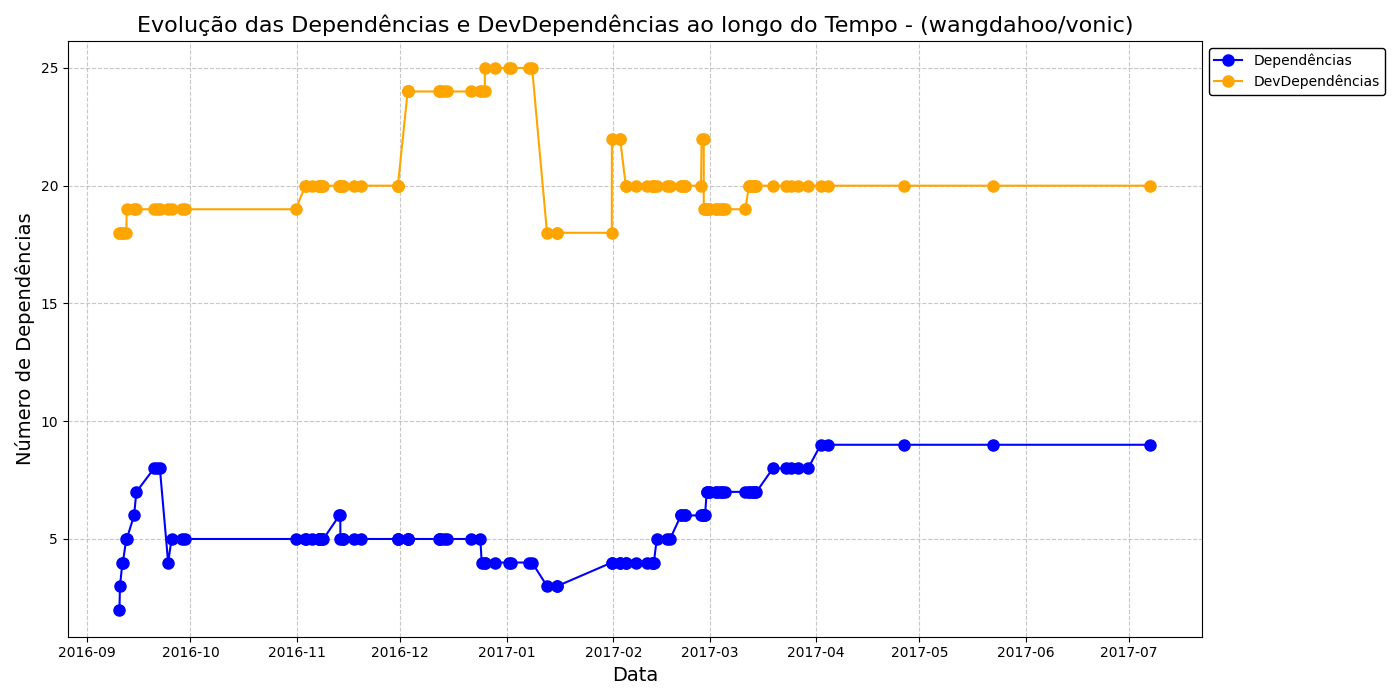 Evolução das Dependências e DevDependências ao longo do Tempo - (wangdahoo/vonic)
Dependências
DevDependências
Número de Dependências
25
20
15
10
5
2016-09 2016-10 2016-11 2016-12 2017-01 2017-02 2017-03 2017-04 2017-05 2017-06 2017-07
Data